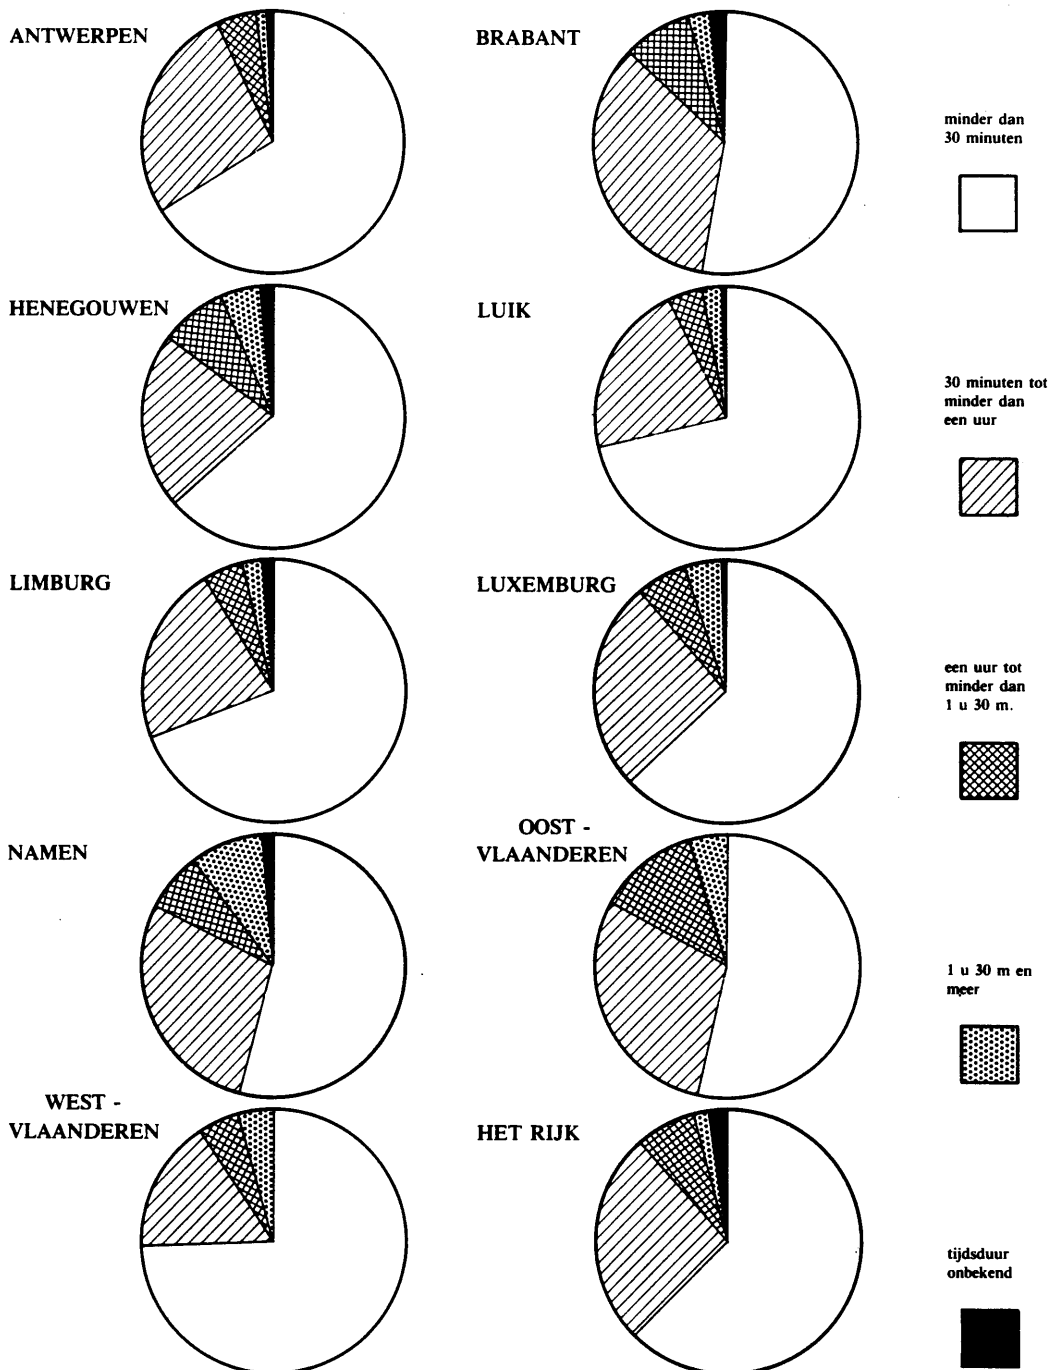 ANTWERPEN
BRABANT
HENEGOUWEN
LUIK
LIMBURG
LUXEMBURG
NAMEN
OOST -
VLAANDEREN
WEST -
VLAANDEREN
HET RIJK
minder dan
30 minuten
30 minuten tot
minder dan
een uur
een uur tot
minder dan
1 u 30 m.
1 u 30 m en
meer
tijdsduur
onbekend